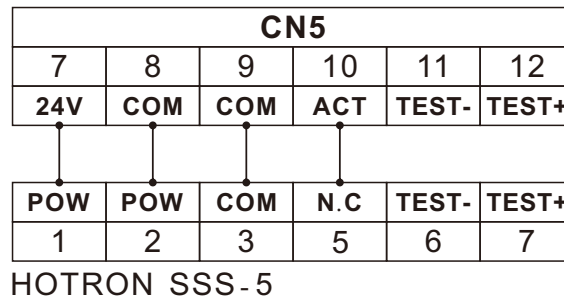 CN5
7 8 9 10 11 12
24V COM COM ACT TEST- TEST+
POW POW COM N.C TEST- TEST+
1 2 3 5 6 7
HOTRON SSS-5